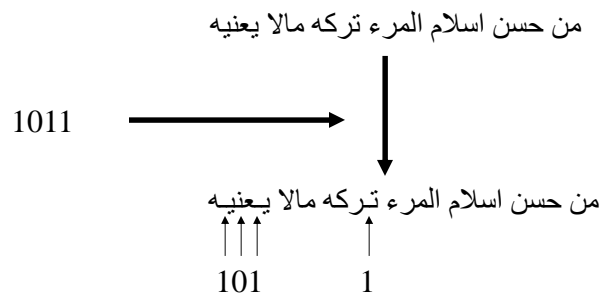 من حسن اسلام المرء تركه مالا يعنيه
1011
من حسن اسلام المرء تـركه مالا يـعنيـه
101 1